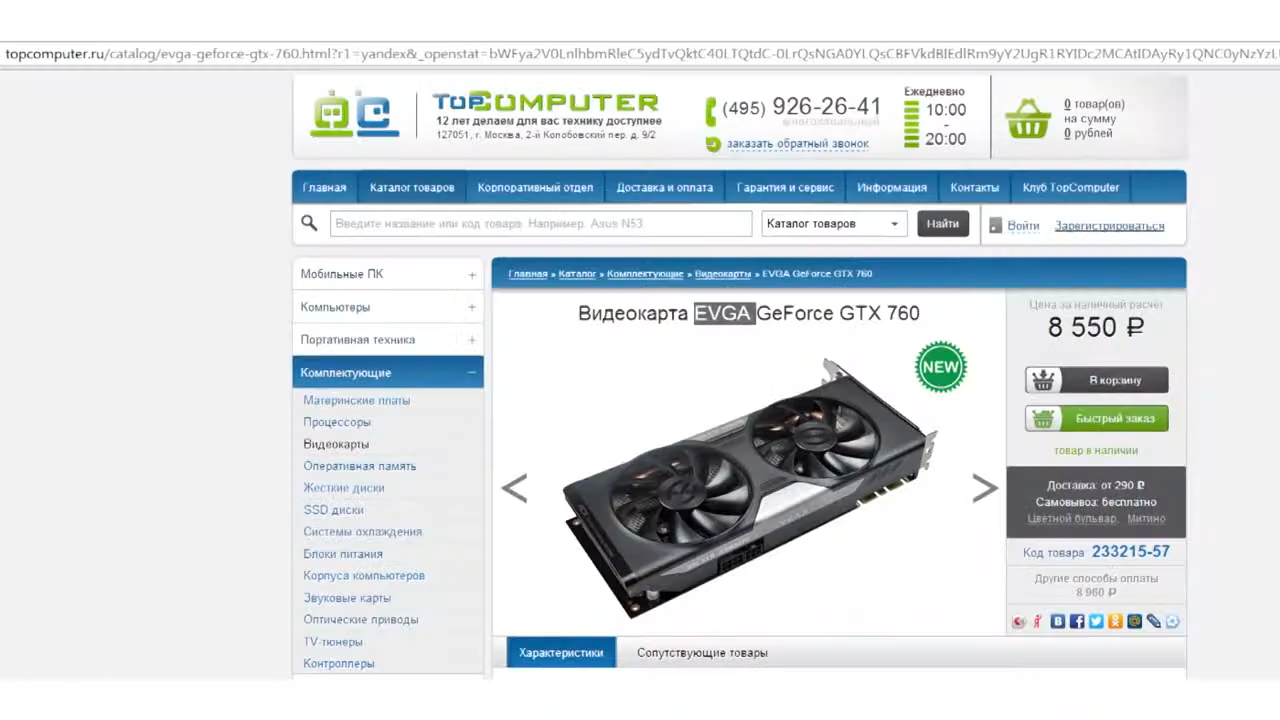 topcomputer.ru/catalog/evga-geforce-gtx-760.html?r1=yandex&_openstat=
TopComputer
12 лет делаем для вас технику доступнее
127051, г. Москва, 2-й Колобовский пер. д. 9/2
(495) 926-26-41
многоканальный
заказать обратный звонок
Ежедневно
10:00
-
20:00
0 товар(ов)
на сумму
0 рублей
Главная Каталог товаров Корпоративный отдел Доставка и оплата Гарантия и сервис Информация Контакты Клуб TopComputer
Введите название или код товара. Например, Asus N53 Каталог товаров Найти Войти Зарегистрироваться
Мобильные ПК +
Компьютеры +
Портативная техника +
Комплектующие −
Материнские платы
Процессоры
Видеокарты
Оперативная память
Жесткие диски
SSD диски
Системы охлаждения
Блоки питания
Корпуса компьютеров
Звуковые карты
Оптические приводы
TV-тюнеры
Контроллеры
Главная » Каталог » Комплектующие » Видеокарты » EVGA GeForce GTX 760
Видеокарта EVGA GeForce GTX 760
NEW
Цена за наличный расчет
8 550 ₽
В корзину
Быстрый заказ
товар в наличии
Доставка: от 290 ₽
Самовывоз: бесплатно
Цветной бульвар, Митино
Код товара: 233215-57
Другие способы оплаты
8 960 ₽
Характеристики Сопутствующие товары